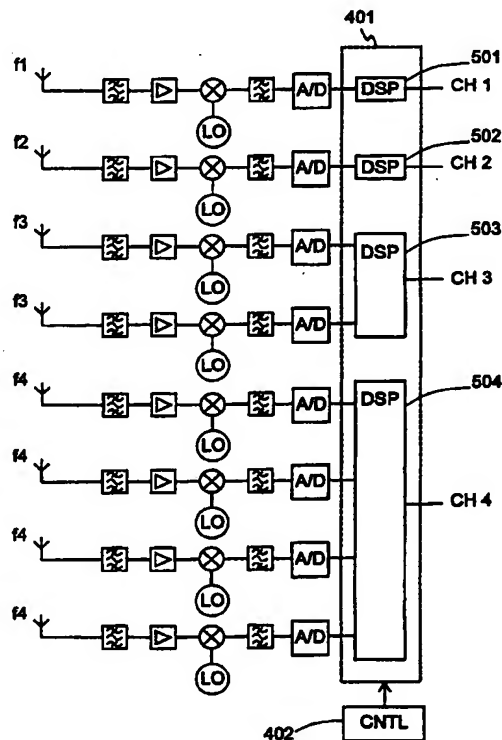 401
501
f1
A/D
DSP
CH 1
LO
502
f2
A/D
DSP
CH 2
LO
503
f3
A/D
DSP
LO
CH 3
f3
A/D
LO
504
f4
A/D
DSP
LO
f4
A/D
LO
CH 4
f4
A/D
LO
f4
A/D
LO
402
CNTL